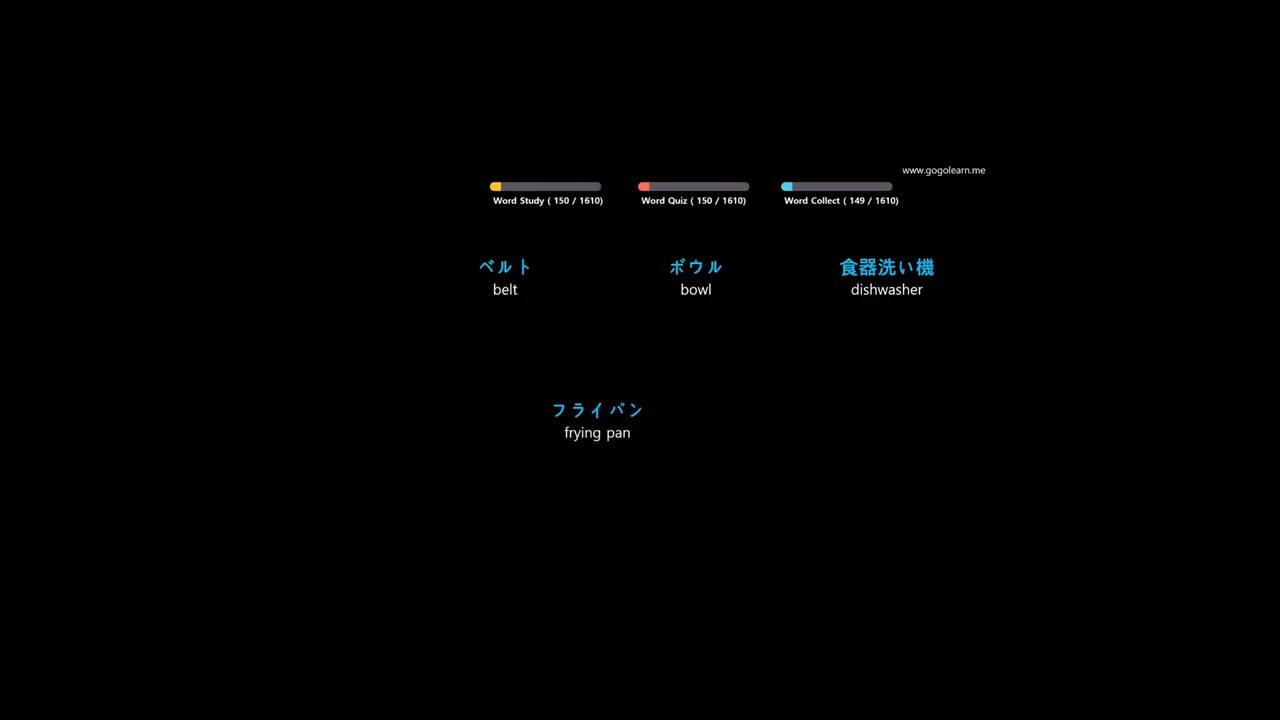 www.gogolearn.me
Word Study ( 150 / 1610)
Word Quiz ( 150 / 1610)
Word Collect ( 149 / 1610)
ベルト
belt
ボウル
bowl
食器洗い機
dishwasher
フライパン
frying pan